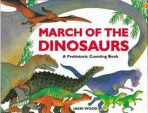 MARCH OF THE
DINOSAURS
A Prehistoric Counting Book
JAKKI WOOD